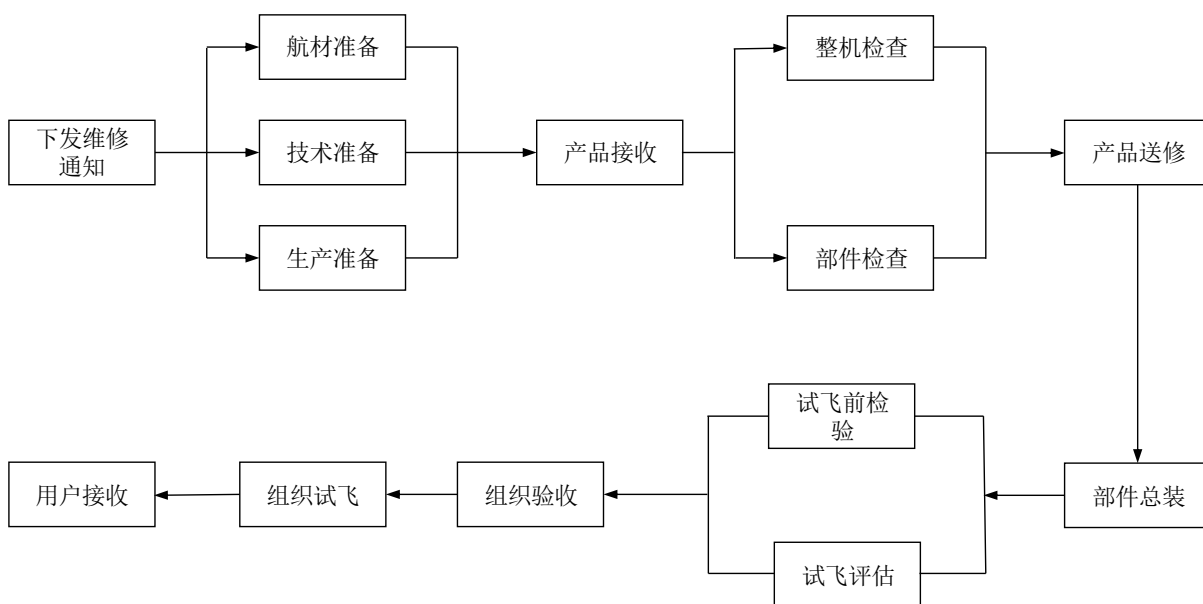 航材准备
整机检查
下发维修
通知
技术准备
产品接收
产品送修
生产准备
部件检查
试飞前检
验
用户接收
组织试飞
组织验收
部件总装
试飞评估